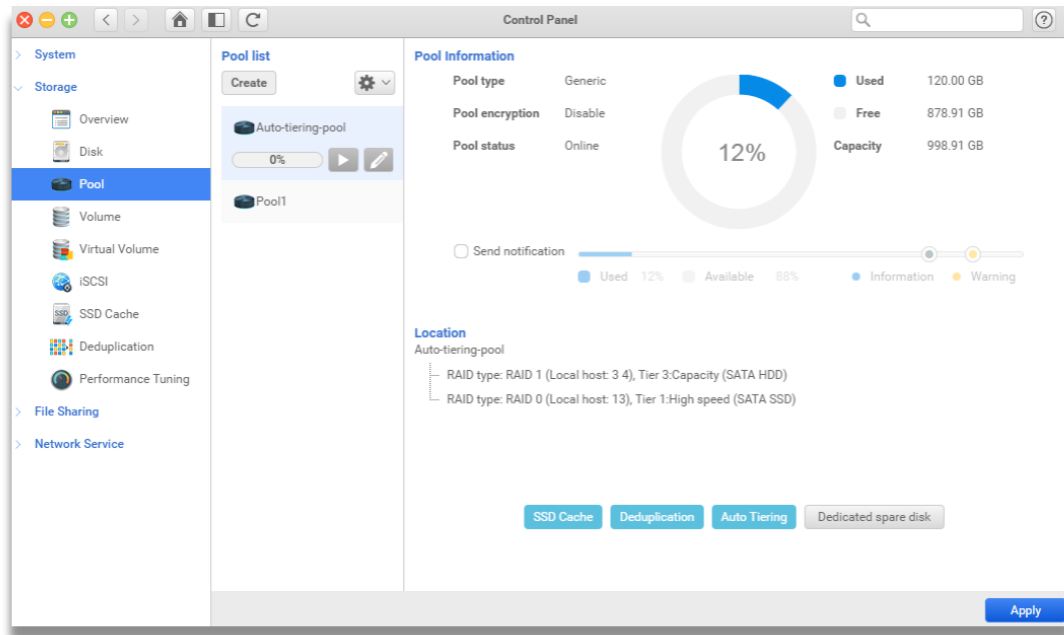 Control Panel
System
Storage
Overview
Disk
Pool
Volume
Virtual Volume
iSCSI
SSD Cache
Deduplication
Performance Tuning
File Sharing
Network Service
Pool list
Create
Auto-tiering-pool
0%
Pool1
Pool Information
Pool type Generic
Pool encryption Disable
Pool status Online
12%
Used 120.00 GB
Free 878.91 GB
Capacity 998.91 GB
Send notification
Used 12% Available 88% Information Warning
Location
Auto-tiering-pool
RAID type: RAID 1 (Local host: 3 4), Tier 3:Capacity (SATA HDD)
RAID type: RAID 0 (Local host: 13), Tier 1:High speed (SATA SSD)
SSD Cache Deduplication Auto Tiering Dedicated spare disk
Apply